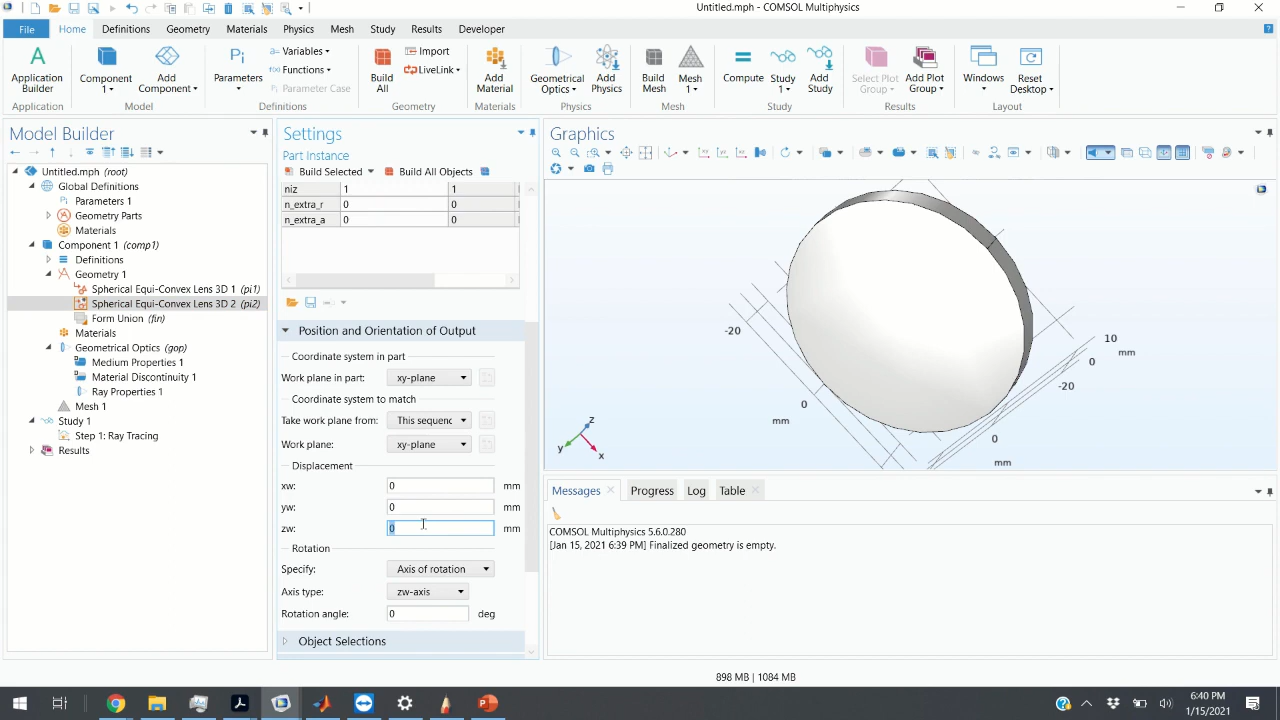 Untitled.mph - COMSOL Multiphysics
File Home Definitions Geometry Materials Physics Mesh Study Results Developer
Application Builder
Component 1
Add Component
Parameters
a= Variables
f(x) Functions
Pi Parameter Case
Build All
Import
LiveLink
Add Material
Geometrical Optics
Add Physics
Build Mesh
Mesh 1
Compute
Study 1
Add Study
Select Plot Group
Add Plot Group
Windows
Reset Desktop
Application Model Definitions Geometry Materials Physics Mesh Study Results Layout
Model Builder
Untitled.mph (root)
Global Definitions
Parameters 1
Geometry Parts
Materials
Component 1 (comp1)
Definitions
Geometry 1
Spherical Equi-Convex Lens 3D 1 (pi1)
Spherical Equi-Convex Lens 3D 2 (pi2)
Form Union (fin)
Materials
Geometrical Optics (gop)
Medium Properties 1
Material Discontinuity 1
Ray Properties 1
Mesh 1
Study 1
Step 1: Ray Tracing
Results
Settings
Part Instance
Build Selected Build All Objects
niz 1 1
n_extra_r 0 0
n_extra_a 0 0
Position and Orientation of Output
Coordinate system in part
Work plane in part: xy-plane
Coordinate system to match
Take work plane from: This sequenc
Work plane: xy-plane
Displacement
xw: 0 mm
yw: 0 mm
zw: 0 mm
Rotation
Specify: Axis of rotation
Axis type: zw-axis
Rotation angle: 0 deg
Object Selections
Graphics
-20
10
mm
0
-20
0
mm
0
mm
z
y
x
Messages Progress Log Table
COMSOL Multiphysics 5.6.0.280
[Jan 15, 2021 6:39 PM] Finalized geometry is empty.
898 MB | 1084 MB
6:40 PM
1/15/2021